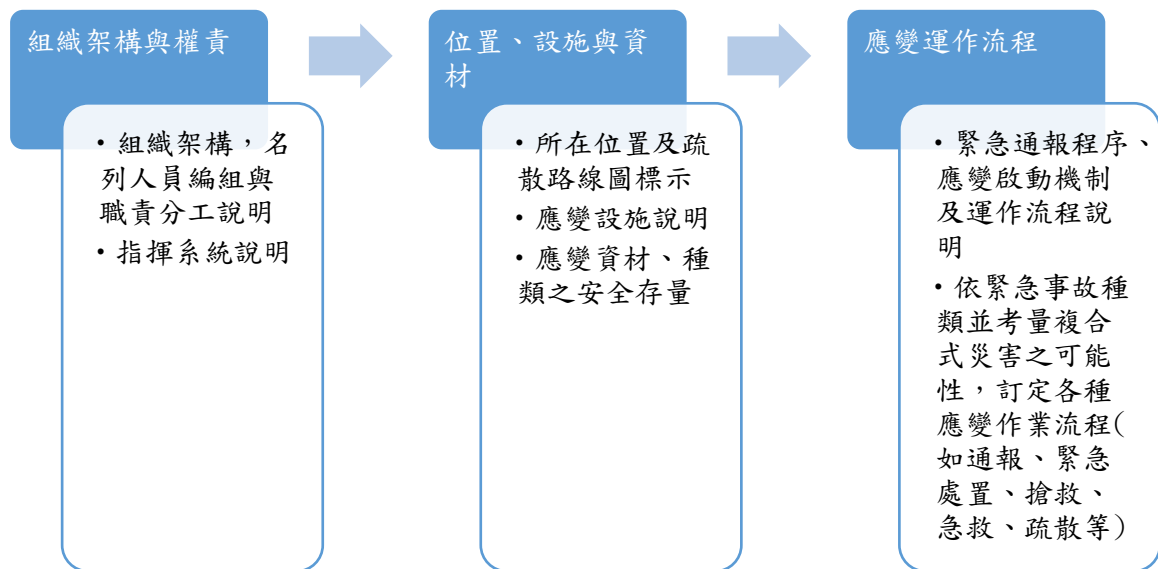 組織架構與權責
• 組織架構，名
列人員編組與
職責分工說明
• 指揮系統說明
位置、設施與資
材
• 所在位置及疏
散路線圖標示
• 應變設施說明
• 應變資材、種
類之安全存量
應變運作流程
• 緊急通報程序、
應變啟動機制
及運作流程說
明
• 依緊急事故種
類並考量複合
式災害之可能
性，訂定各種
應變作業流程(
如通報、緊急
處置、搶救、
急救、疏散等)